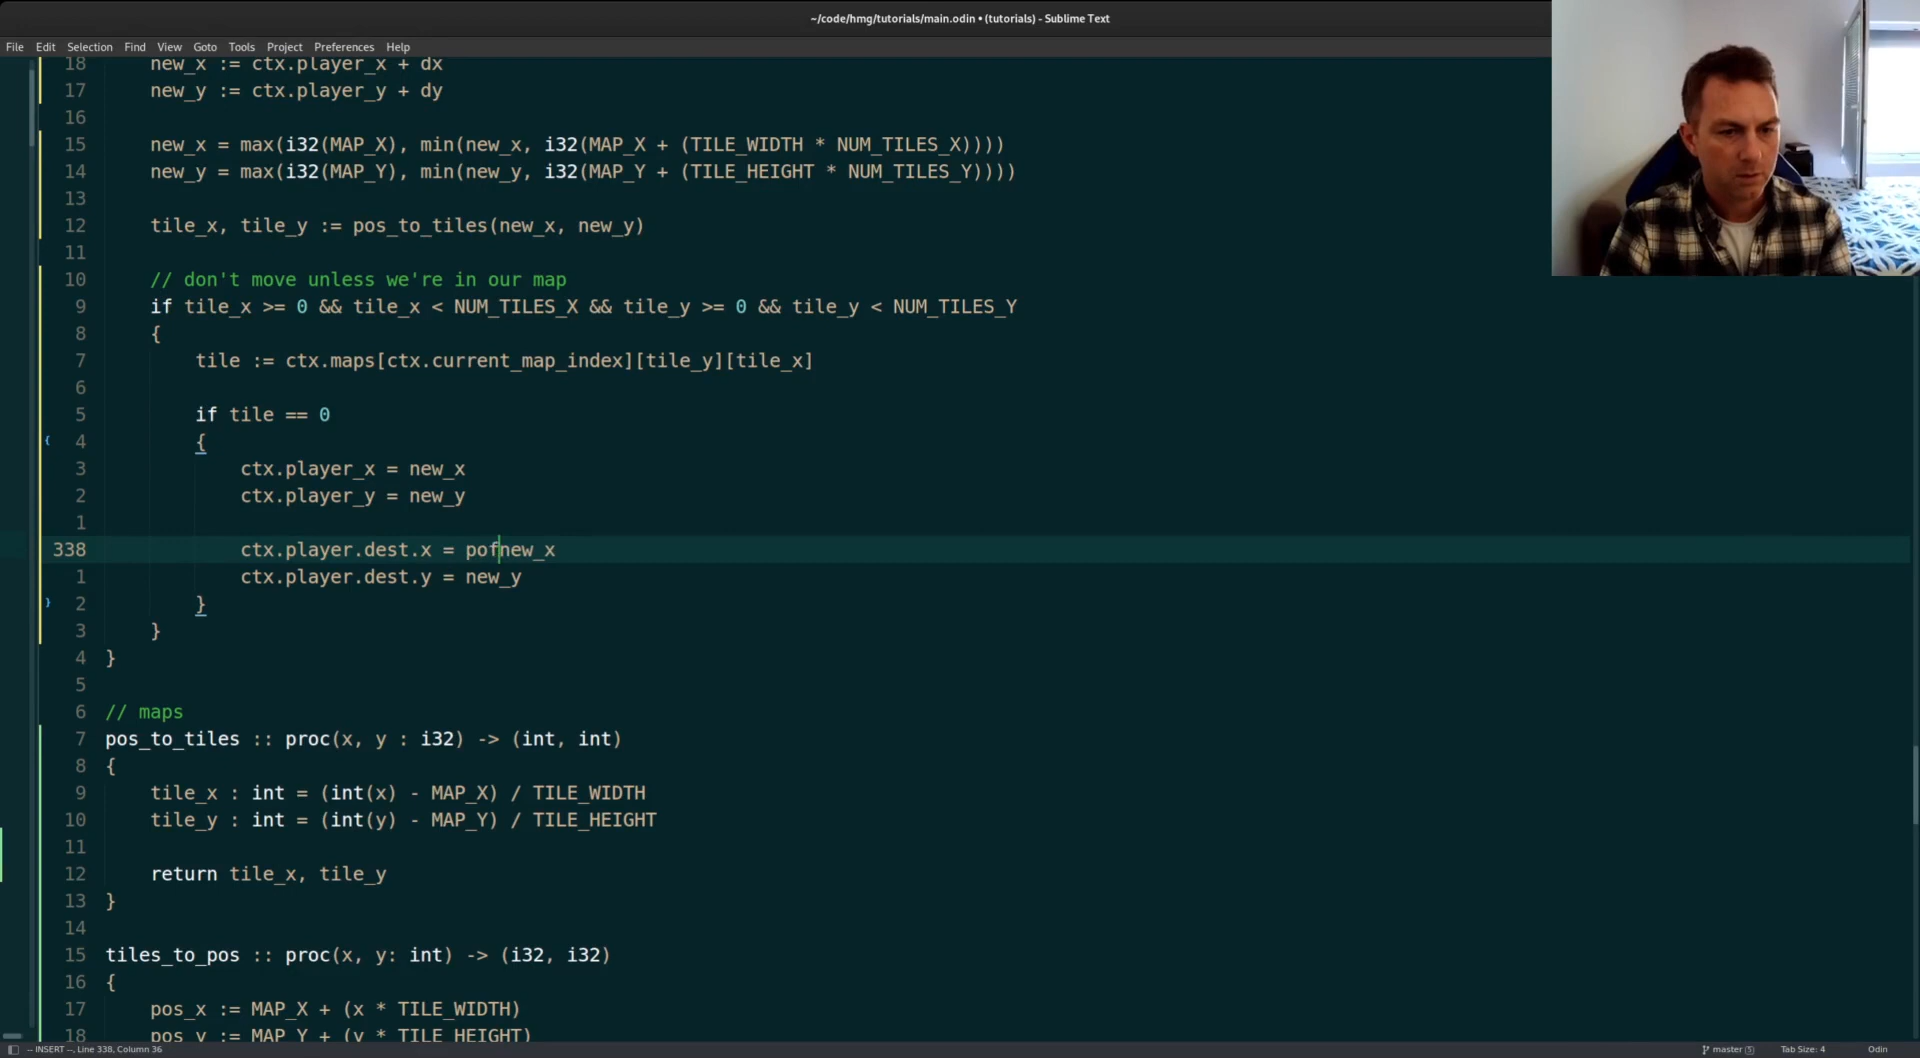 ~/code/hmg/tutorials/main.odin • (tutorials) - Sublime Text
File Edit Selection Find View Goto Tools Project Preferences Help
18 new_x := ctx.player_x + dx
17 new_y := ctx.player_y + dy
16
15 new_x = max(i32(MAP_X), min(new_x, i32(MAP_X + (TILE_WIDTH * NUM_TILES_X))))
14 new_y = max(i32(MAP_Y), min(new_y, i32(MAP_Y + (TILE_HEIGHT * NUM_TILES_Y))))
13
12 tile_x, tile_y := pos_to_tiles(new_x, new_y)
11
10 // don't move unless we're in our map
9 if tile_x >= 0 && tile_x < NUM_TILES_X && tile_y >= 0 && tile_y < NUM_TILES_Y
8 {
7 tile := ctx.maps[ctx.current_map_index][tile_y][tile_x]
6
5 if tile == 0
{ 4 {
3 ctx.player_x = new_x
2 ctx.player_y = new_y
1
338 ctx.player.dest.x = pofnew_x
1 ctx.player.dest.y = new_y
} 2 }
3 }
4 }
5
6 // maps
7 pos_to_tiles :: proc(x, y : i32) -> (int, int)
8 {
9 tile_x : int = (int(x) - MAP_X) / TILE_WIDTH
10 tile_y : int = (int(y) - MAP_Y) / TILE_HEIGHT
11
12 return tile_x, tile_y
13 }
14
15 tiles_to_pos :: proc(x, y: int) -> (i32, i32)
16 {
17 pos_x := MAP_X + (x * TILE_WIDTH)
18 pos_y := MAP_Y + (y * TILE_HEIGHT)
-- INSERT --, Line 338, Column 36 master (5) Tab Size: 4 Odin